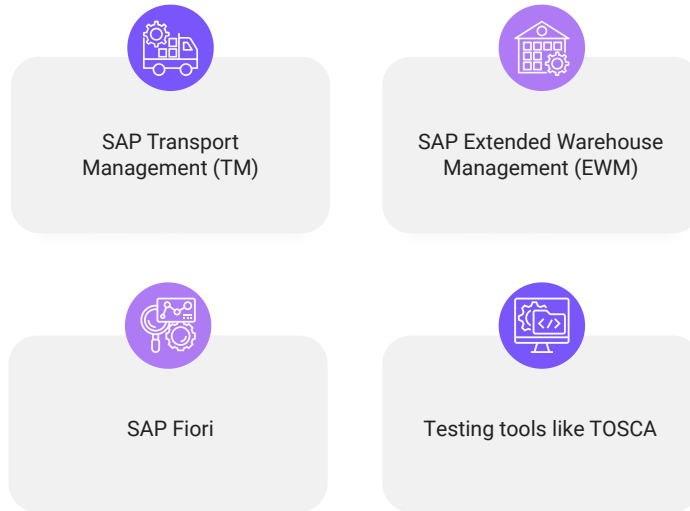 SAP Transport
Management (TM)
SAP Extended Warehouse
Management (EWM)
SAP Fiori
Testing tools like TOSCA